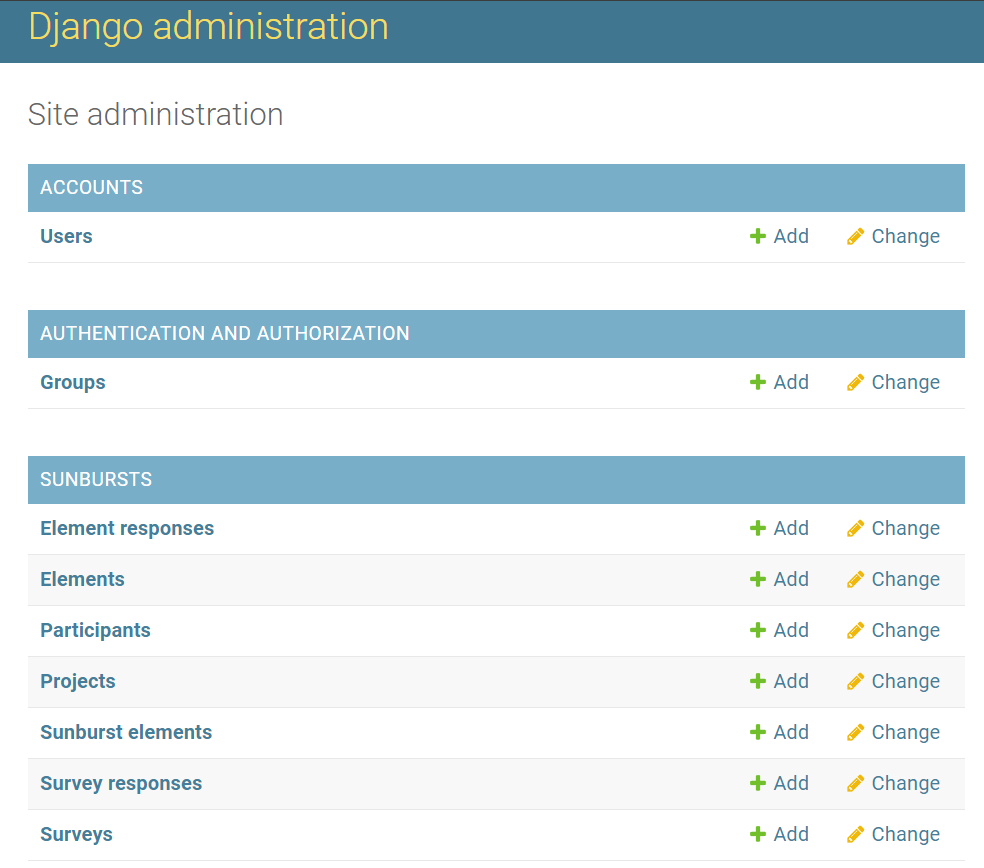 Django administration
Site administration
ACCOUNTS
Users Add Change
AUTHENTICATION AND AUTHORIZATION
Groups Add Change
SUNBURSTS
Element responses Add Change
Elements Add Change
Participants Add Change
Projects Add Change
Sunburst elements Add Change
Survey responses Add Change
Surveys Add Change